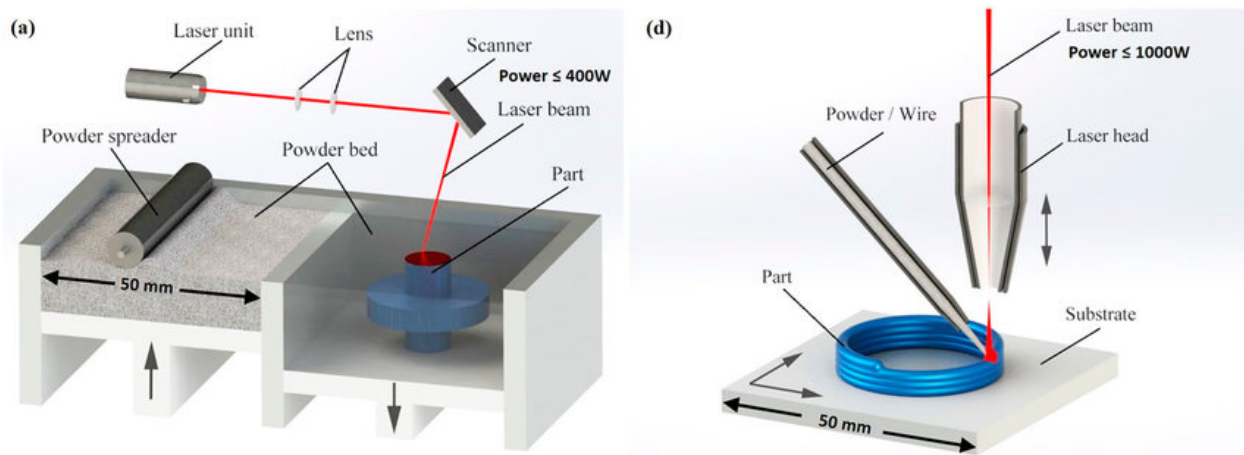 (a)
Laser unit
Lens
Scanner
Power ≤ 400W
Laser beam
Powder spreader
Powder bed
Part
50 mm
(d)
Laser beam
Power ≤ 1000W
Powder / Wire
Laser head
Part
Substrate
50 mm